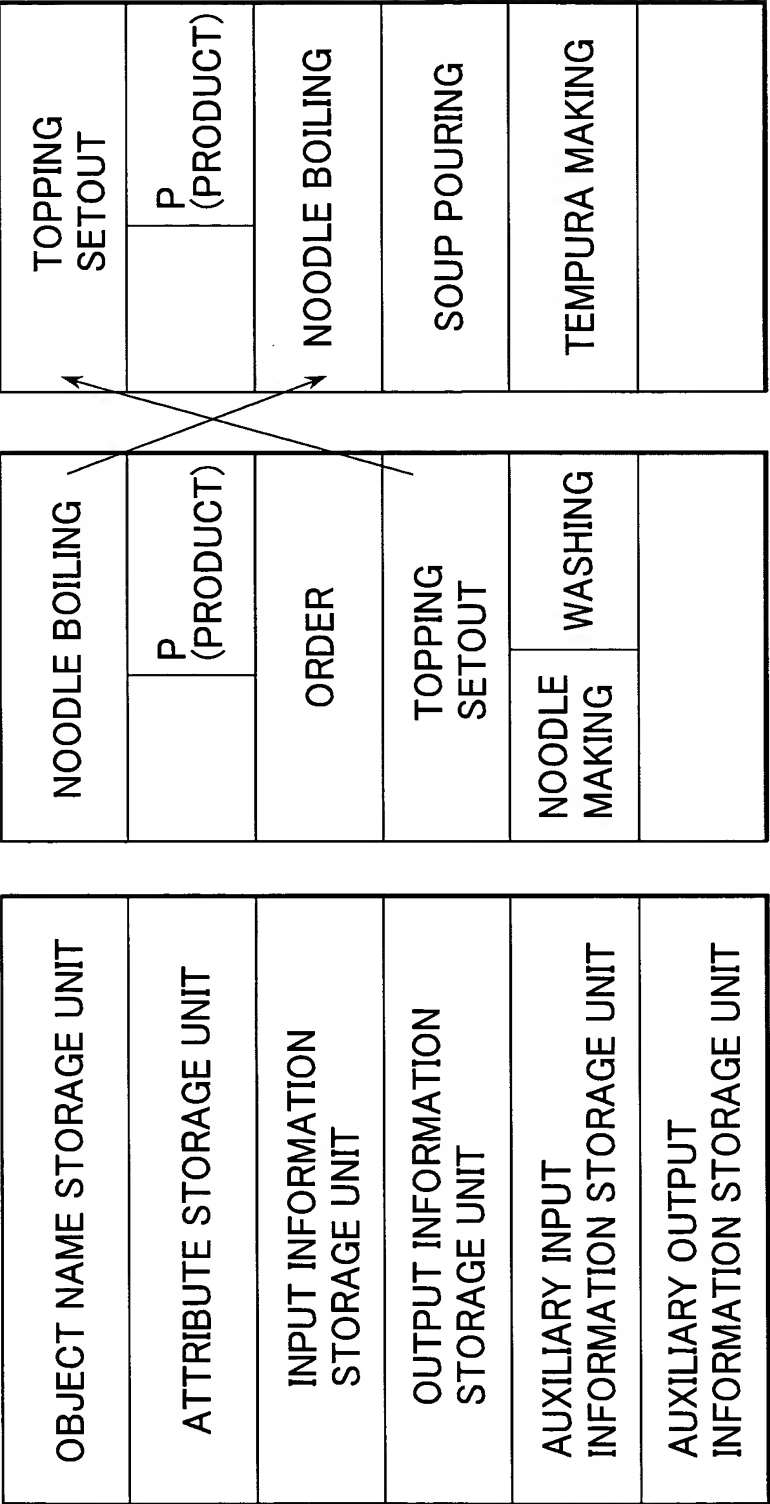 OBJECT NAME STORAGE UNIT
ATTRIBUTE STORAGE UNIT
INPUT INFORMATION
STORAGE UNIT
OUTPUT INFORMATION
STORAGE UNIT
AUXILIARY INPUT
INFORMATION STORAGE UNIT
AUXILIARY OUTPUT
INFORMATION STORAGE UNIT
NOODLE BOILING
P
(PRODUCT)
ORDER
TOPPING
SETOUT
NOODLE
MAKING
WASHING
TOPPING
SETOUT
P
(PRODUCT)
NOODLE BOILING
SOUP POURING
TEMPURA MAKING